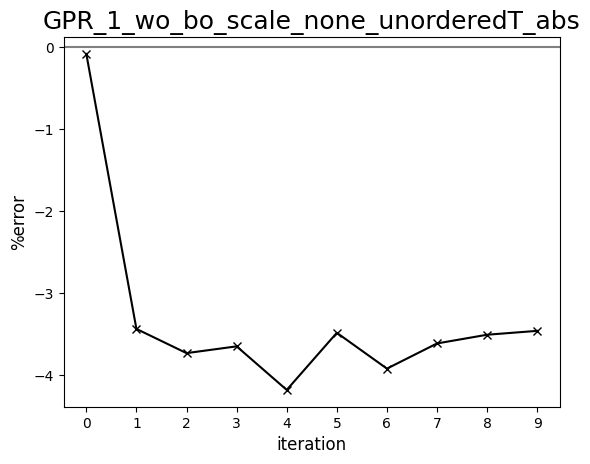 GPR_1_wo_bo_scale_none_unorderedT_abs
0
−1
−2
−3
−4
%error
0 1 2 3 4 5 6 7 8 9
iteration